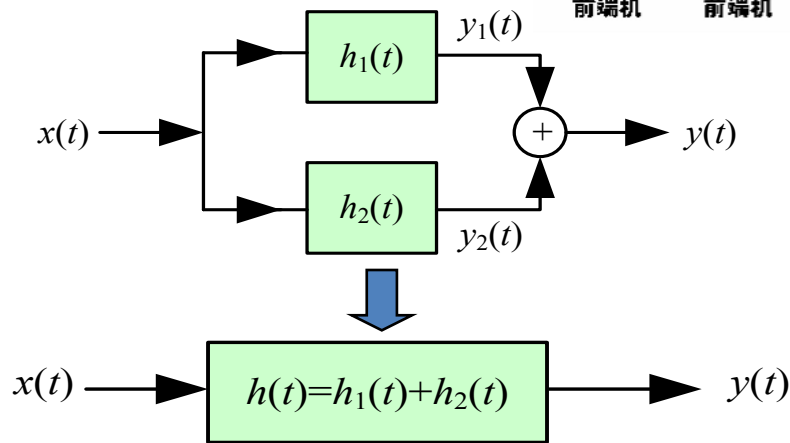 前端机 前端机
y₁(t)
h₁(t)
x(t) + y(t)
h₂(t)
y₂(t)
x(t) h(t)=h₁(t)+h₂(t) y(t)